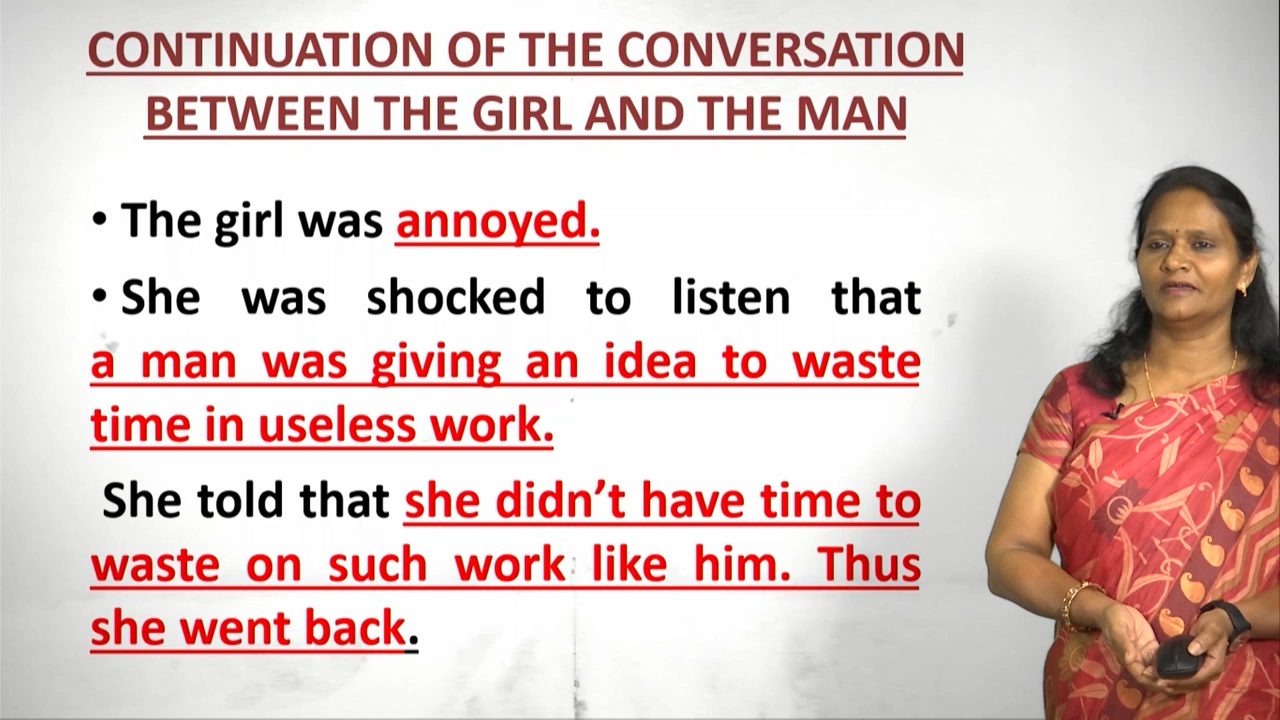 CONTINUATION OF THE CONVERSATION
BETWEEN THE GIRL AND THE MAN
• The girl was annoyed.
• She was shocked to listen that
a man was giving an idea to waste
time in useless work.
She told that she didn’t have time to
waste on such work like him. Thus
she went back.